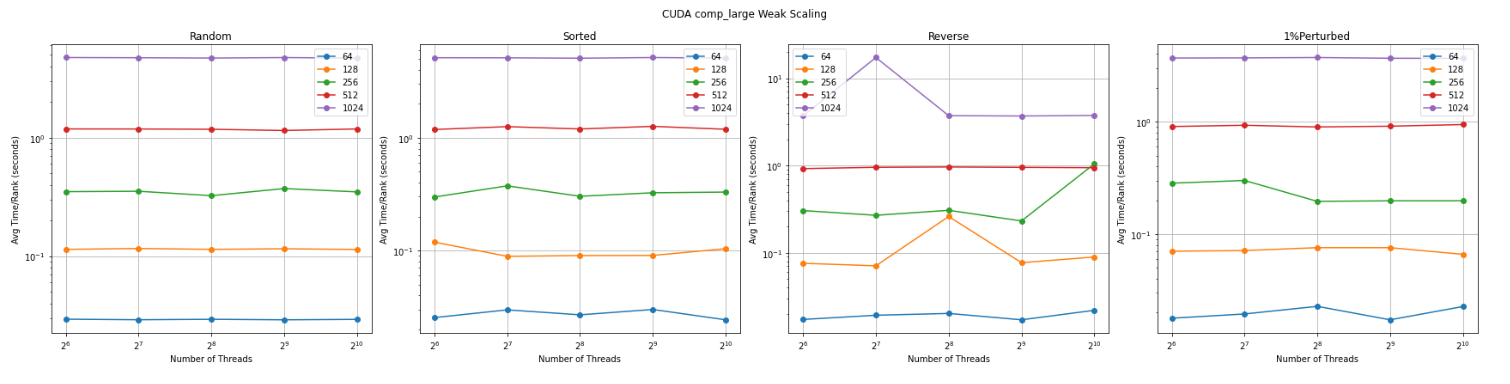 CUDA comp_large Weak Scaling
Random
Avg Time/Rank (seconds)
10⁰
10⁻¹
2⁶ 2⁷ 2⁸ 2⁹ 2¹⁰
Number of Threads
64
128
256
512
1024
Sorted
Avg Time/Rank (seconds)
10⁰
10⁻¹
2⁶ 2⁷ 2⁸ 2⁹ 2¹⁰
Number of Threads
64
128
256
512
1024
Reverse
Avg Time/Rank (seconds)
10¹
10⁰
10⁻¹
2⁶ 2⁷ 2⁸ 2⁹ 2¹⁰
Number of Threads
64
128
256
512
1024
1%Perturbed
Avg Time/Rank (seconds)
10⁰
10⁻¹
2⁶ 2⁷ 2⁸ 2⁹ 2¹⁰
Number of Threads
64
128
256
512
1024